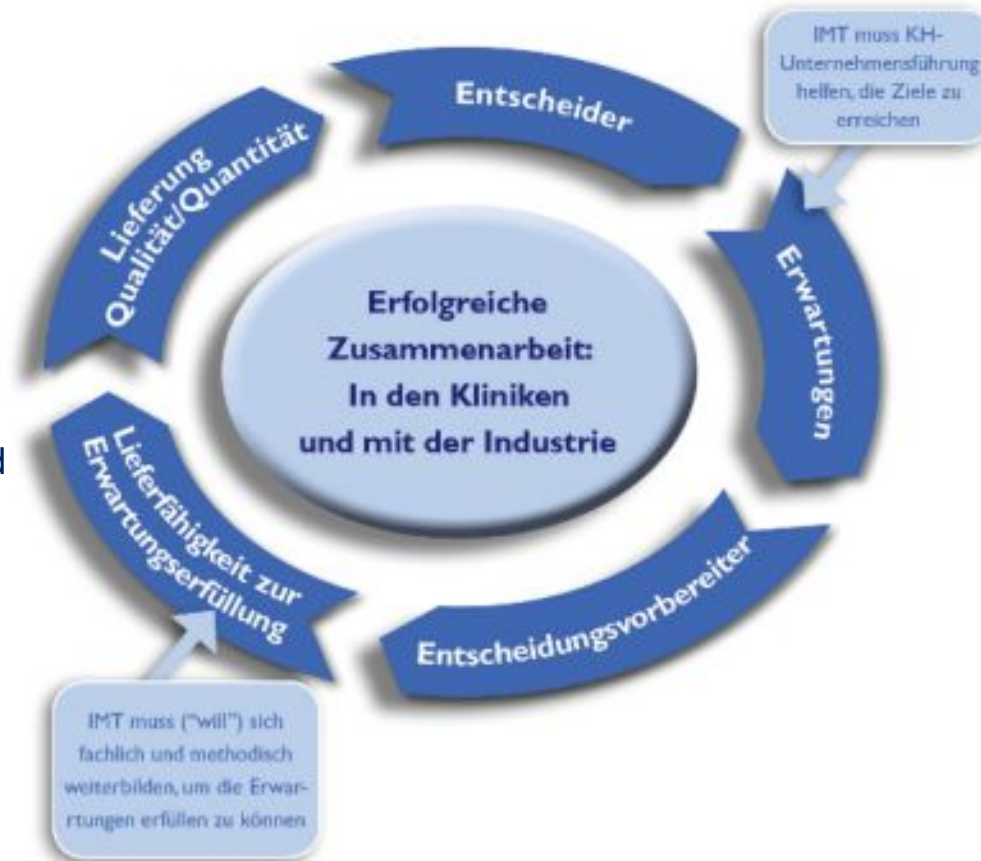 IMT muss KH-
Unternehmensführung
helfen, die Ziele zu
erreichen
Entscheider
Erwartungen
Entscheidungsvorbereiter
Lieferfähigkeit zur
Erwartungserfüllung
Lieferung
Qualität/Quantität
Erfolgreiche
Zusammenarbeit:
In den Kliniken
und mit der Industrie
IMT muss (“will”) sich
fachlich und methodisch
weiterbilden, um die Erwar-
rtungen erfüllen zu können